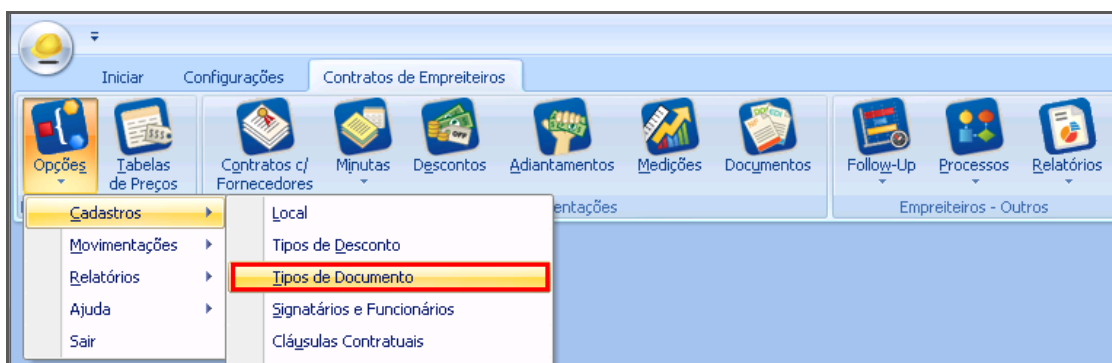 Iniciar Configurações Contratos de Empreiteiros
Opções Tabelas de Preços Contratos c/ Fornecedores Minutas Descontos Adiantamentos Medições Documentos Follow-Up Processos Relatórios
entações Empreiteiros - Outros
Cadastros
Movimentações
Relatórios
Ajuda
Sair
Local
Tipos de Desconto
Tipos de Documento
Signatários e Funcionários
Cláusulas Contratuais